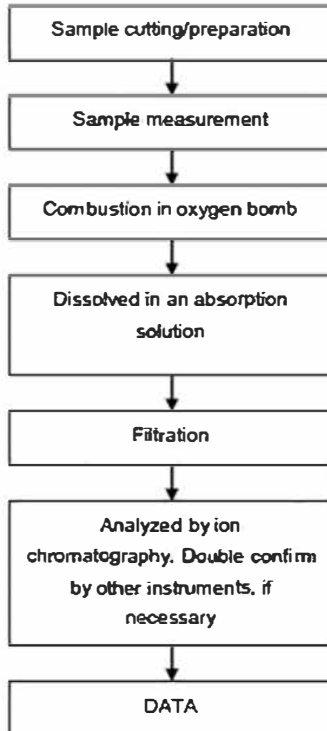 Sample cutting/preparation
Sample measurement
Combustion in oxygen bomb
Dissolved in an absorption
solution
Filtration
Analyzed by ion
chromatography. Double confirm
by other instruments, if
necessary
DATA